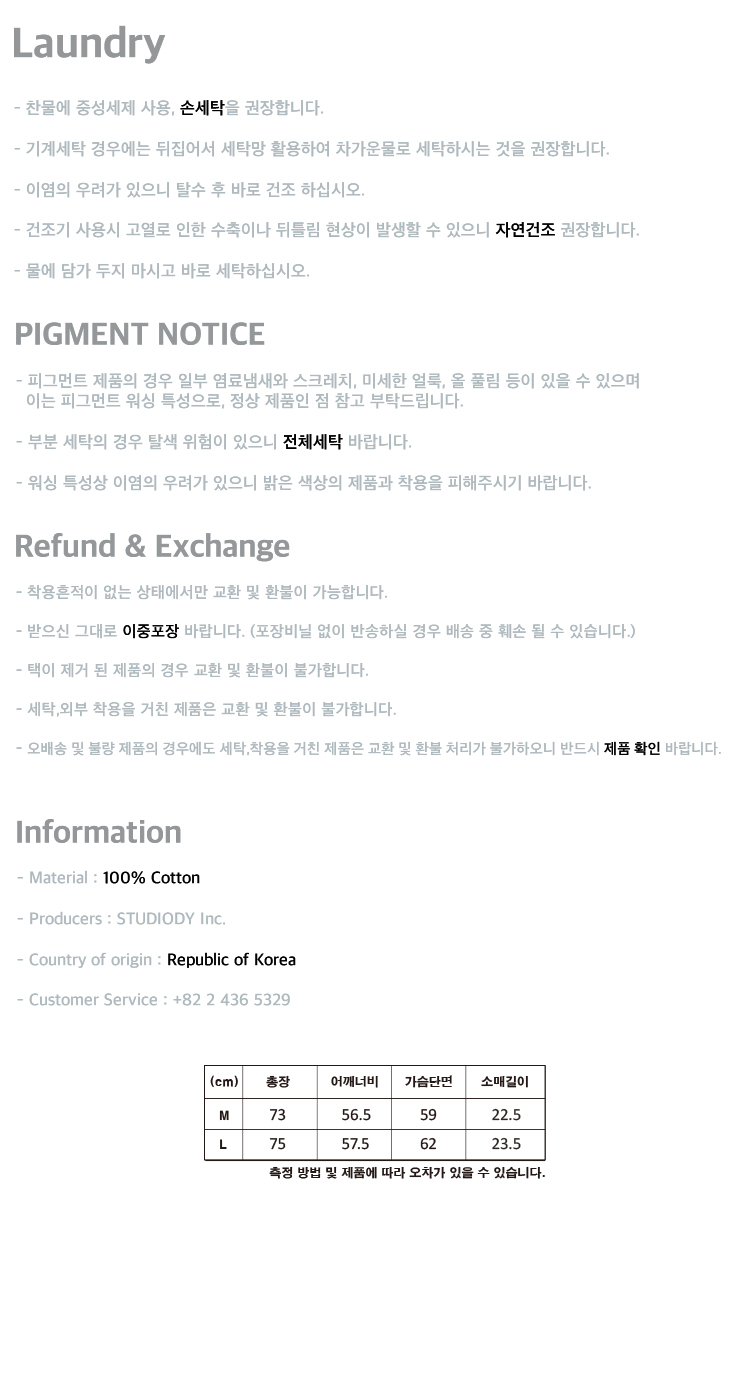 Laundry
- 찬물에 중성세제 사용, 손세탁을 권장합니다.
- 기계세탁 경우에는 뒤집어서 세탁망 활용하여 차가운물로 세탁하시는 것을 권장합니다.
- 이염의 우려가 있으니 탈수 후 바로 건조 하십시오.
- 건조기 사용시 고열로 인한 수축이나 뒤틀림 현상이 발생할 수 있으니 자연건조 권장합니다.
- 물에 담가 두지 마시고 바로 세탁하십시오.
PIGMENT NOTICE
- 피그먼트 제품의 경우 일부 염료냄새와 스크레치, 미세한 얼룩, 올 풀림 등이 있을 수 있으며
이는 피그먼트 워싱 특성으로, 정상 제품인 점 참고 부탁드립니다.
- 부분 세탁의 경우 탈색 위험이 있으니 전체세탁 바랍니다.
- 워싱 특성상 이염의 우려가 있으니 밝은 색상의 제품과 착용을 피해주시기 바랍니다.
Refund & Exchange
- 착용흔적이 없는 상태에서만 교환 및 환불이 가능합니다.
- 받으신 그대로 이중포장 바랍니다. (포장비닐 없이 반송하실 경우 배송 중 훼손 될 수 있습니다.)
- 택이 제거 된 제품의 경우 교환 및 환불이 불가합니다.
- 세탁,외부 착용을 거친 제품은 교환 및 환불이 불가합니다.
- 오배송 및 불량 제품의 경우에도 세탁,착용을 거친 제품은 교환 및 환불 처리가 불가하오니 반드시 제품 확인 바랍니다.
Information
- Material : 100% Cotton
- Producers : STUDIODY Inc.
- Country of origin : Republic of Korea
- Customer Service : +82 2 436 5329
(cm) 총장 어깨너비 가슴단면 소매길이
M 73 56.5 59 22.5
L 75 57.5 62 23.5
측정 방법 및 제품에 따라 오차가 있을 수 있습니다.